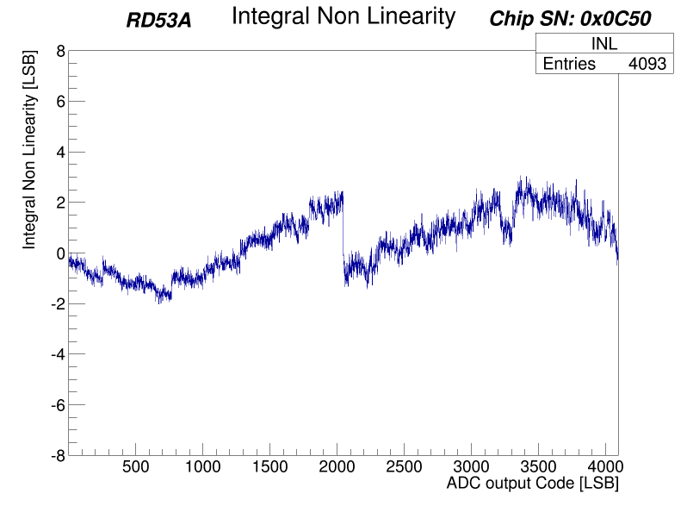 RD53A Integral Non Linearity Chip SN: 0x0C50
INL
Entries 4093
Integral Non Linearity [LSB]
8
6
4
2
0
-2
-4
-6
-8
500 1000 1500 2000 2500 3000 3500 4000
ADC output Code [LSB]